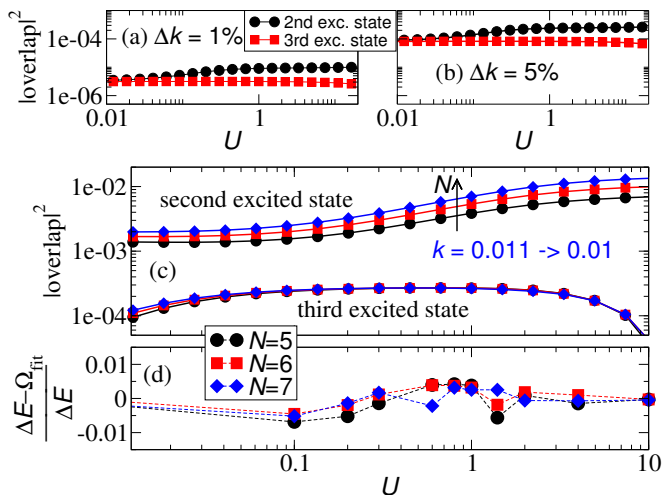 1e-04
1e-06
|overlap|²
(a) Δk = 1%
2nd exc. state
3rd exc. state
(b) Δk = 5%
0.01
1
U
0.01
1
U
1e-02
1e-03
1e-04
|overlap|²
second excited state
N
k = 0.011 -> 0.01
(c)
third excited state
N=5
N=6
N=7
(d)
0.01
0
-0.01
ΔE–Ωfit
ΔE
0.1
1
10
U